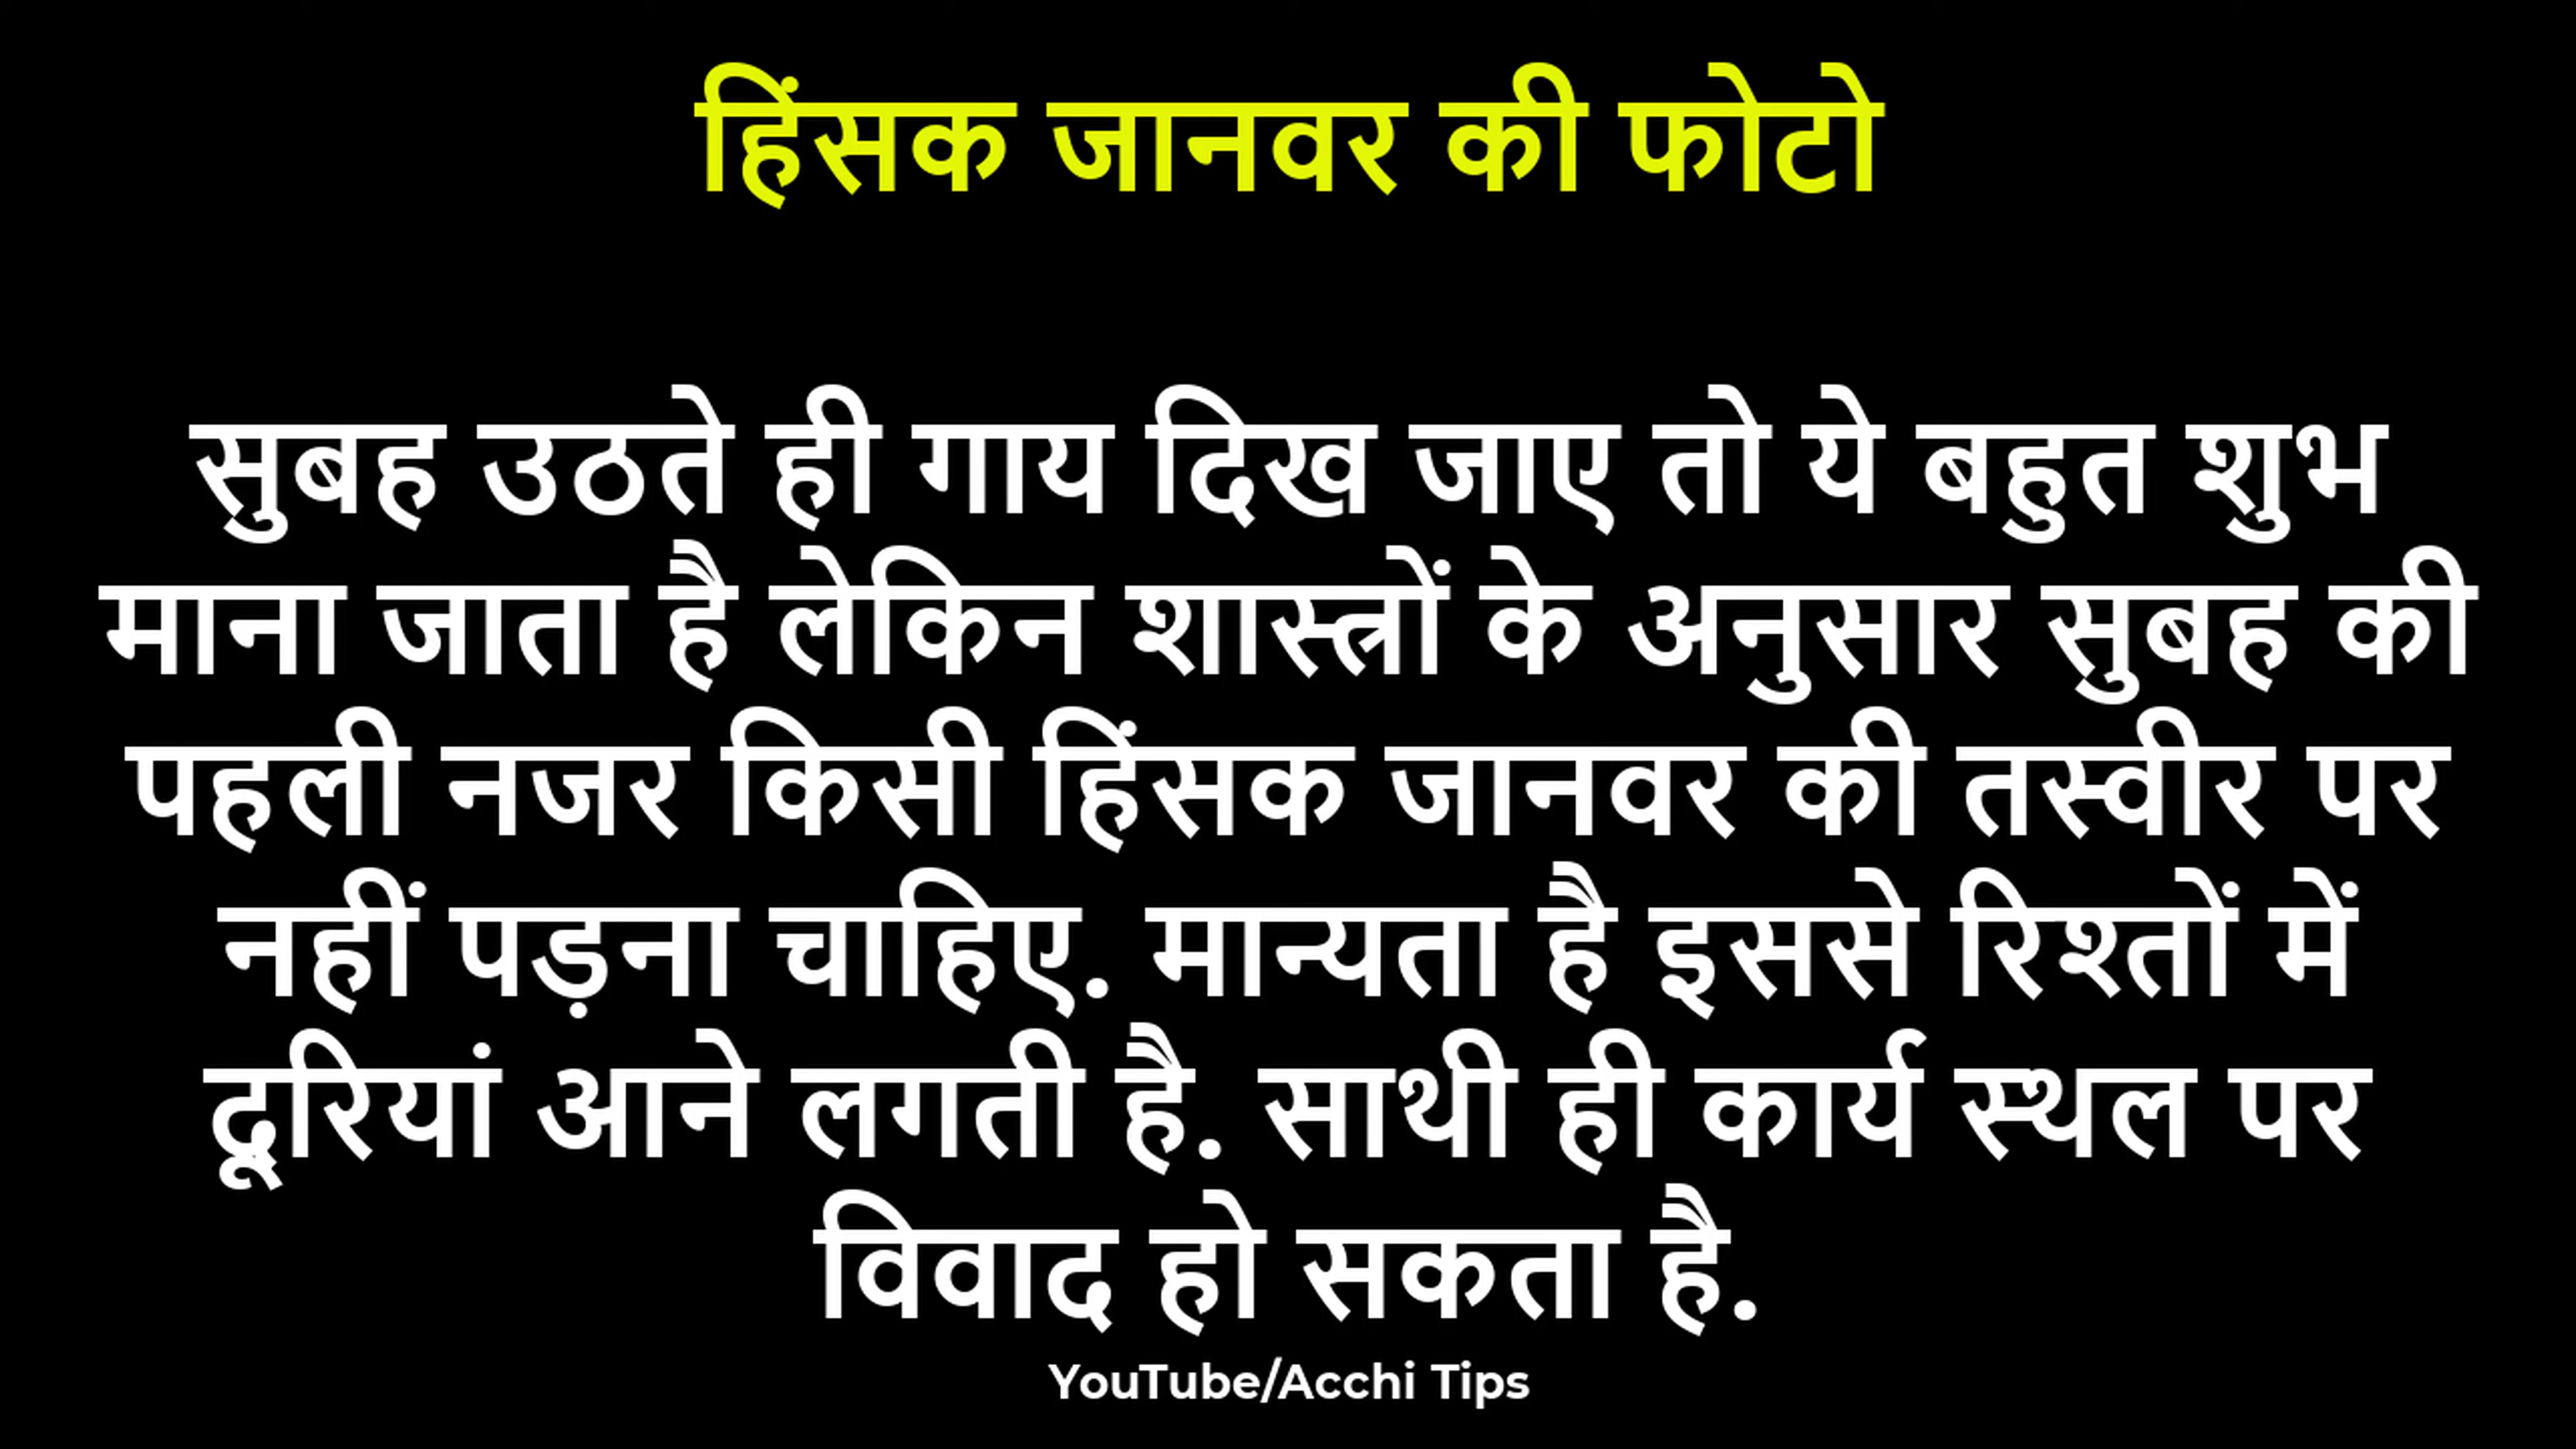 हिंसक जानवर की फोटो
सुबह उठते ही गाय दिख जाए तो ये बहुत शुभ
माना जाता है लेकिन शास्त्रों के अनुसार सुबह की
पहली नजर किसी हिंसक जानवर की तस्वीर पर
नहीं पड़ना चाहिए. मान्यता है इससे रिश्तों में
दूरियां आने लगती है. साथी ही कार्य स्थल पर
विवाद हो सकता है.
YouTube/Acchi Tips